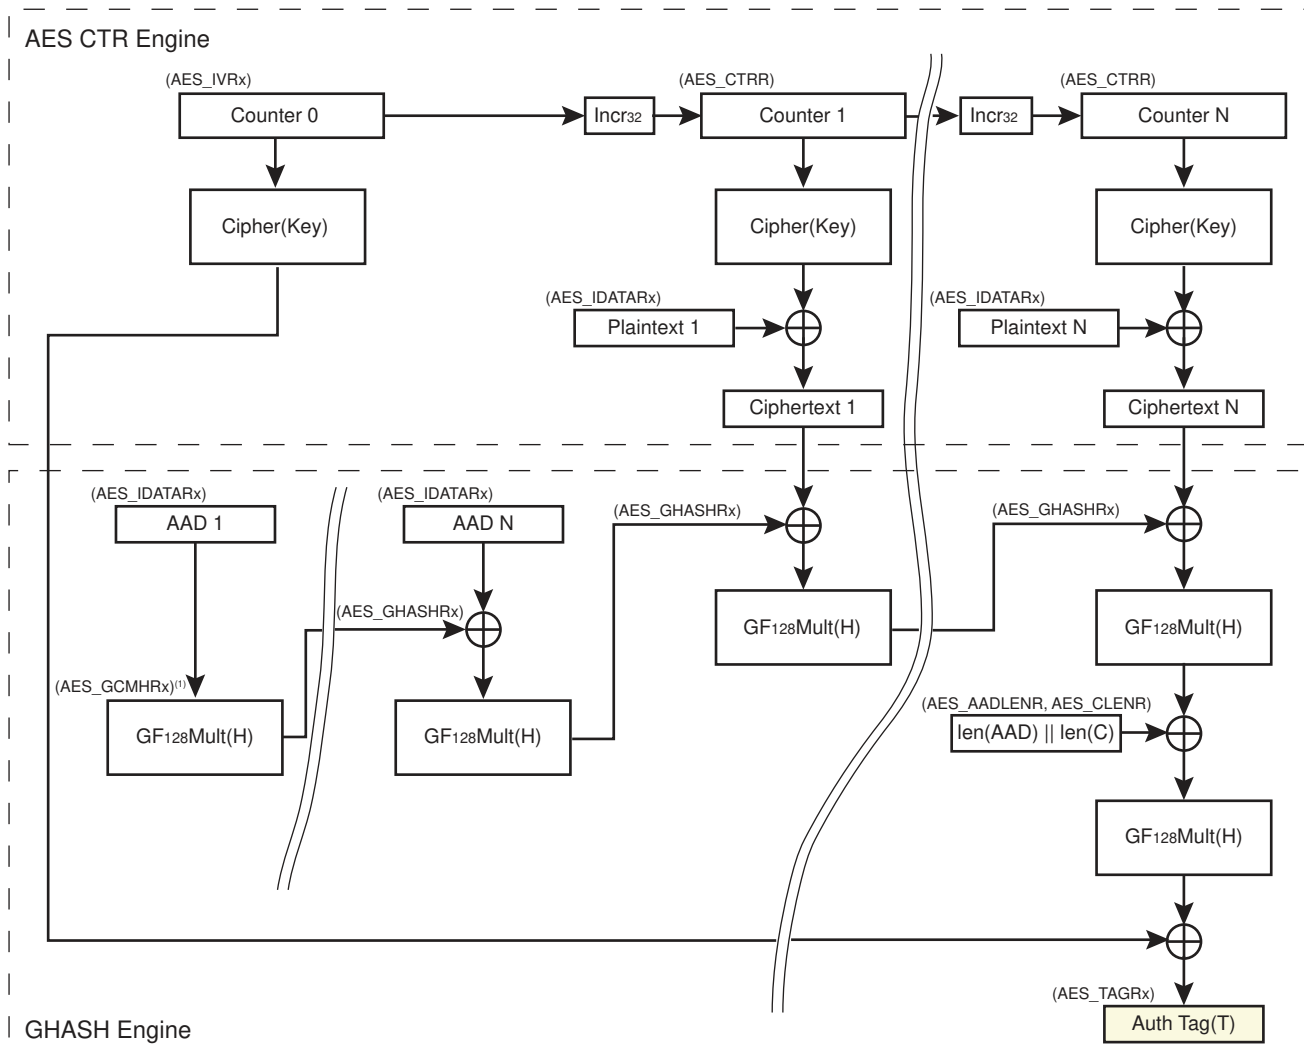 AES CTR Engine
(AES_IVRx)
(AES_CTRR)
(AES_CTRR)
Counter 0
Incr32
Counter 1
Incr32
Counter N
Cipher(Key)
Cipher(Key)
Cipher(Key)
(AES_IDATARx)
(AES_IDATARx)
Plaintext 1
Plaintext N
Ciphertext 1
Ciphertext N
(AES_IDATARx)
(AES_IDATARx)
(AES_GHASHRx)
(AES_GHASHRx)
AAD 1
AAD N
(AES_GHASHRx)
GF128Mult(H)
GF128Mult(H)
(AES_GCMHRx)(1)
(AES_AADLENR, AES_CLENR)
GF128Mult(H)
GF128Mult(H)
len(AAD) || len(C)
GF128Mult(H)
(AES_TAGRx)
Auth Tag(T)
GHASH Engine